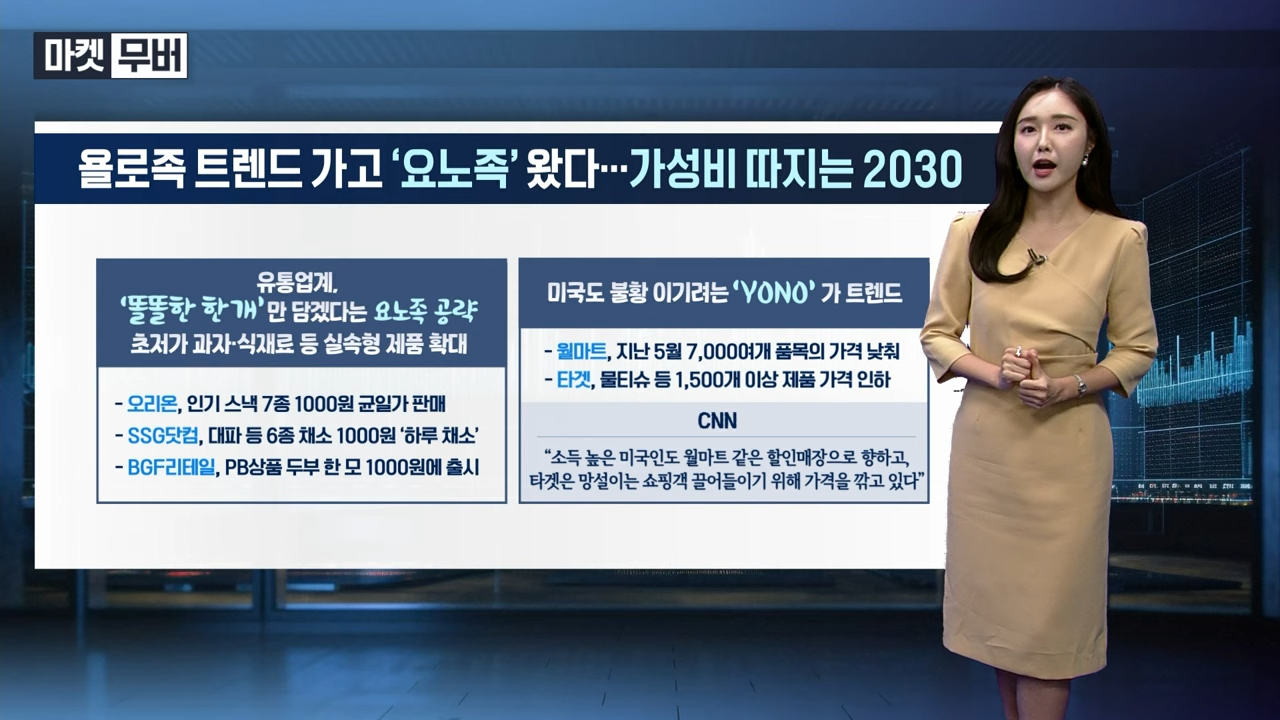 마켓 무버
욜로족 트렌드 가고 ‘요노족’ 왔다…가성비 따지는 2030
유통업계,
‘똘똘한 한 개’만 담겠다는 요노족 공략
초저가 과자·식재료 등 실속형 제품 확대
- 오리온, 인기 스낵 7종 1000원 균일가 판매
- SSG닷컴, 대파 등 6종 채소 1000원 ‘하루 채소’
- BGF리테일, PB상품 두부 한 모 1000원에 출시
미국도 불황 이기려는 ‘YONO’ 가 트렌드
- 월마트, 지난 5월 7,000여개 품목의 가격 낮춰
- 타겟, 물티슈 등 1,500개 이상 제품 가격 인하
CNN
“소득 높은 미국인도 월마트 같은 할인매장으로 향하고,
타겟은 망설이는 쇼핑객 끌어들이기 위해 가격을 깎고 있다”